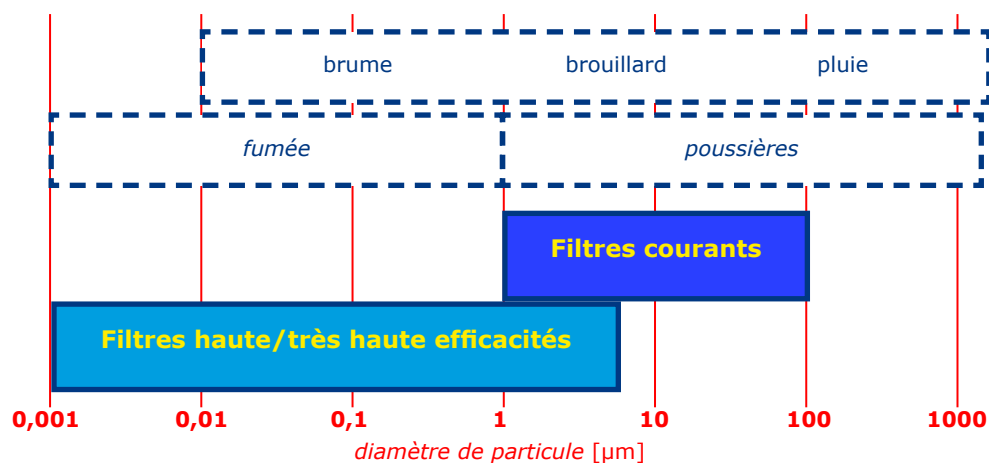 brume brouillard pluie
fumée poussières
Filtres courants
Filtres haute/très haute efficacités
0,001 0,01 0,1 1 10 100 1000
diamètre de particule [µm]